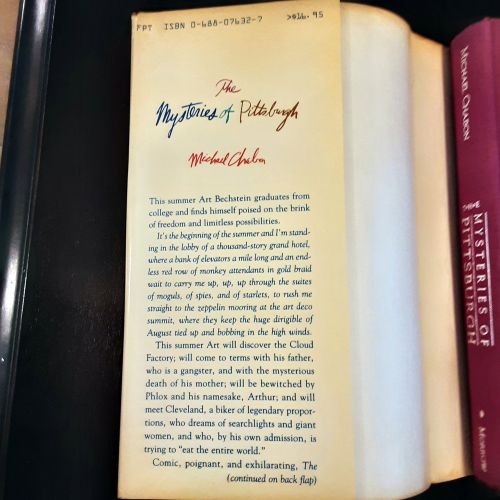 FPT ISBN 0-688-07632-7 >$16.95
The
Mysteries of Pittsburgh
Michael Chabon
This summer Art Bechstein graduates from
college and finds himself poised on the brink
of freedom and limitless possibilities.
It's the beginning of the summer and I'm stand-
ing in the lobby of a thousand-story grand hotel,
where a bank of elevators a mile long and an end-
less red row of monkey attendants in gold braid
wait to carry me up, up, up through the suites
of moguls, of spies, and of starlets, to rush me
straight to the zeppelin mooring at the art deco
summit, where they keep the huge dirigible of
August tied up and bobbing in the high winds.
This summer Art will discover the Cloud
Factory; will come to terms with his father,
who is a gangster, and with the mysterious
death of his mother; will be bewitched by
Phlox and his namesake, Arthur; and will
meet Cleveland, a biker of legendary propor-
tions, who dreams of searchlights and giant
women, and who, by his own admission, is
trying to "eat the entire world."
Comic, poignant, and exhilarating, The
(continued on back flap)
MICHAEL CHABON
THE
MYSTERIES OF
PITTSBURGH
MORROW